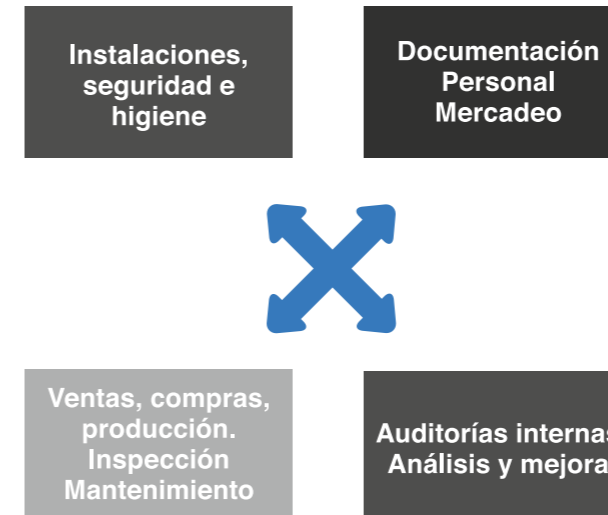 Instalaciones,
seguridad e
higiene
Documentación
Personal
Mercadeo
Ventas, compras,
producción.
Inspección
Mantenimiento
Auditorías internas
Análisis y mejora